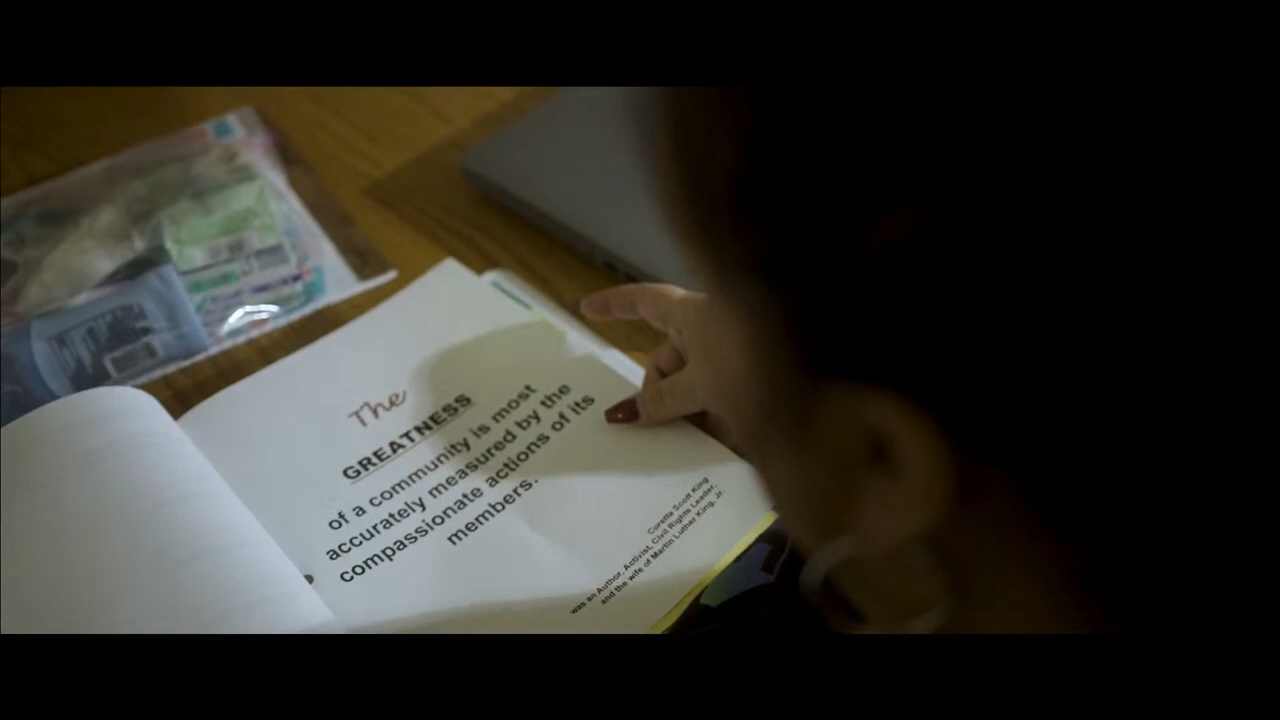 The
GREATNESS
of a community is most
accurately measured by the
compassionate actions of its
members.
Coretta Scott King
was an Author, Activist, Civil Rights Leader,
and the wife of Martin Luther King, Jr.